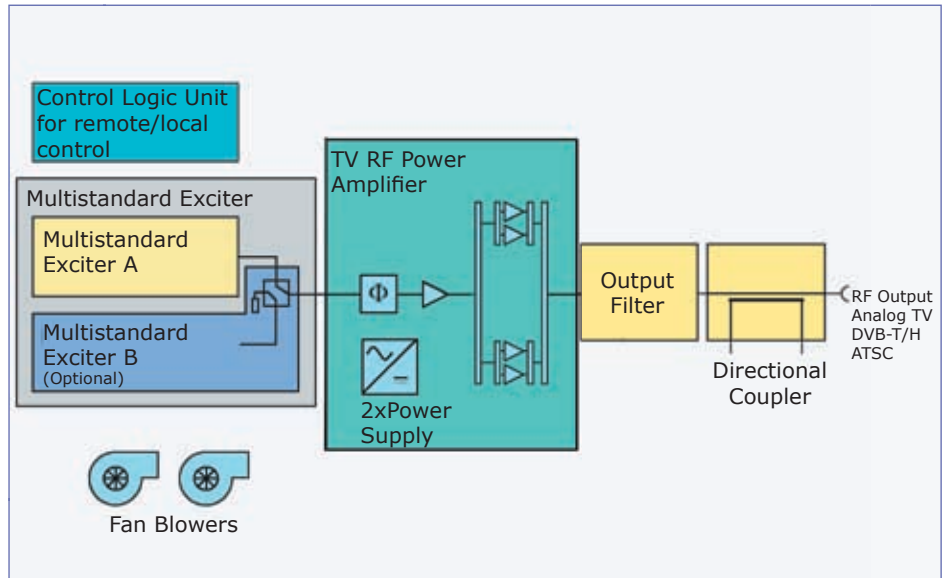 Control Logic Unit
for remote/local
control
Multistandard Exciter
Multistandard
Exciter A
Multistandard
Exciter B
(Optional)
TV RF Power
Amplifier
Φ
2xPower
Supply
Output
Filter
Directional
Coupler
RF Output
Analog TV
DVB-T/H
ATSC
Fan Blowers